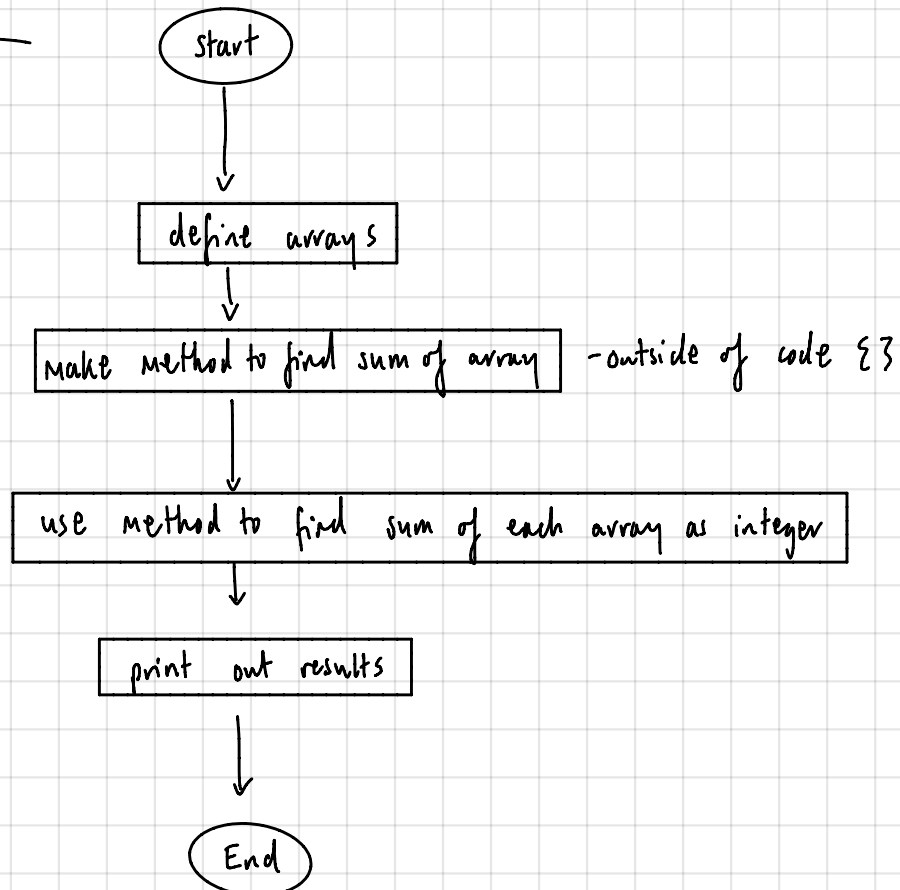 start
define arrays
Make method to find sum of array -outside of code {}
use method to find sum of each array as integer
print out results
End